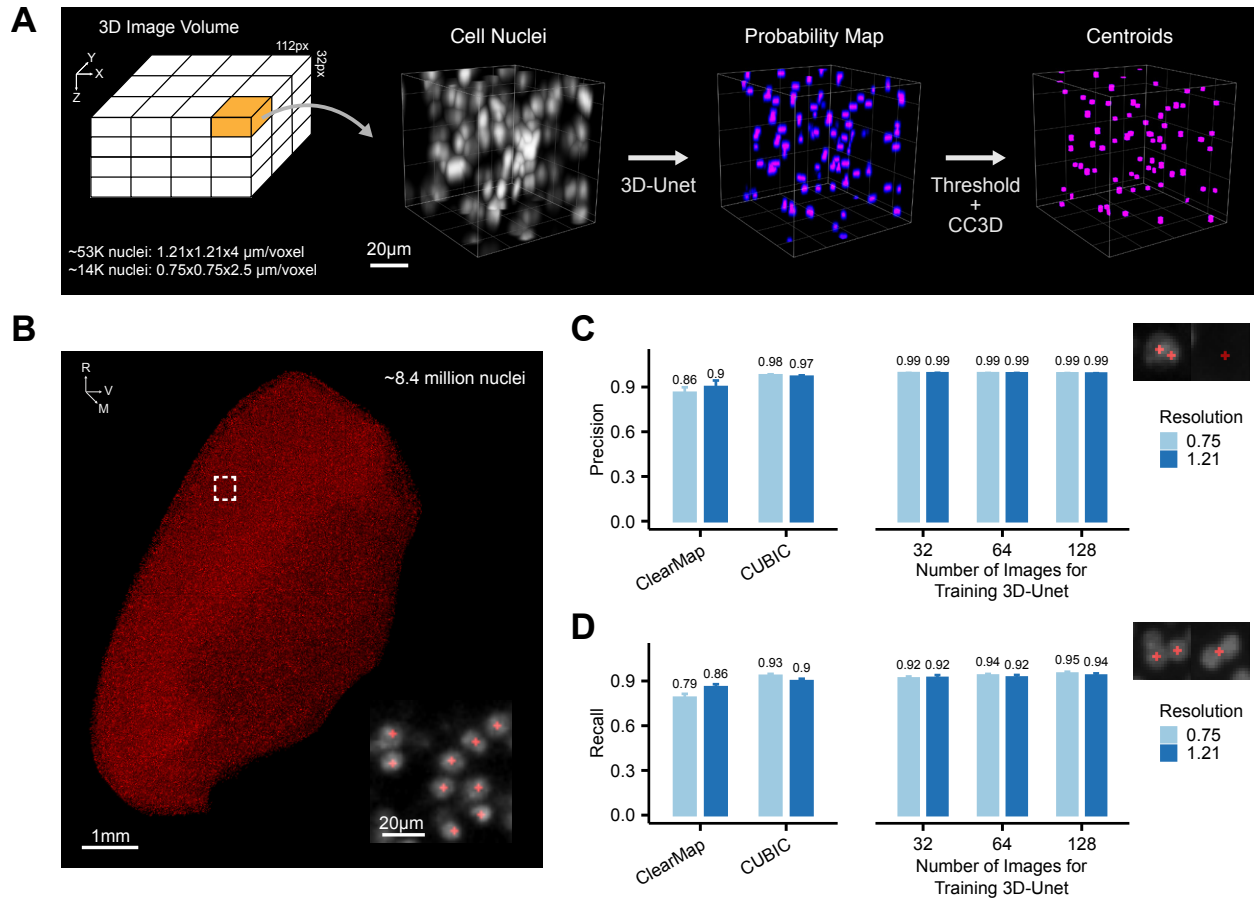 A
3D Image Volume
112px
32px
Y
X
Z
~53K nuclei: 1.21x1.21x4 µm/voxel
~14K nuclei: 0.75x0.75x2.5 µm/voxel
Cell Nuclei
20µm
3D-Unet
Probability Map
Threshold
+
CC3D
Centroids
B
R
V
M
~8.4 million nuclei
1mm
20µm
C
Precision
0.9
0.6
0.3
0.0
0.86 0.9 0.98 0.97 0.99 0.99 0.99 0.99 0.99 0.99
ClearMap CUBIC 32 64 128
Number of Images for
Training 3D-Unet
Resolution
0.75
1.21
D
Recall
0.9
0.6
0.3
0.0
0.79 0.86 0.93 0.9 0.92 0.92 0.94 0.92 0.95 0.94
ClearMap CUBIC 32 64 128
Number of Images for
Training 3D-Unet
Resolution
0.75
1.21